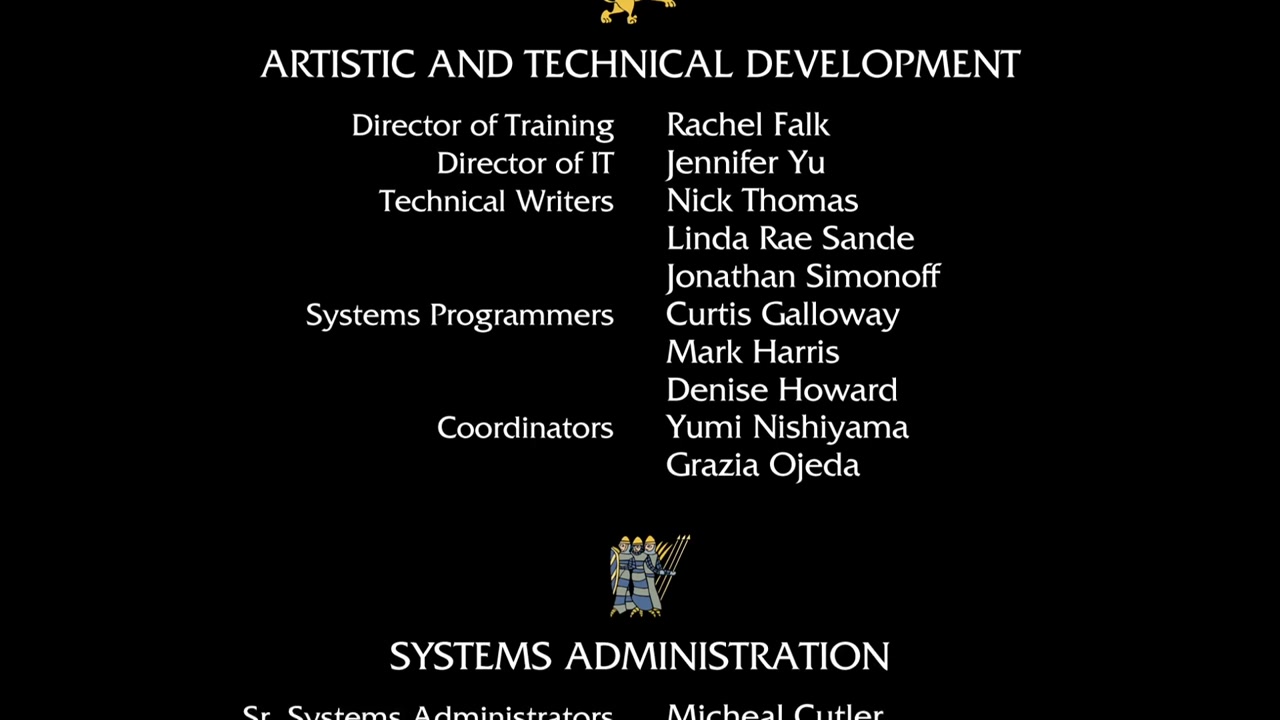 ARTISTIC AND TECHNICAL DEVELOPMENT
Director of Training Rachel Falk
Director of IT Jennifer Yu
Technical Writers Nick Thomas
Linda Rae Sande
Jonathan Simonoff
Systems Programmers Curtis Galloway
Mark Harris
Denise Howard
Coordinators Yumi Nishiyama
Grazia Ojeda
SYSTEMS ADMINISTRATION
Sr. Systems Administrators Micheal Cutler